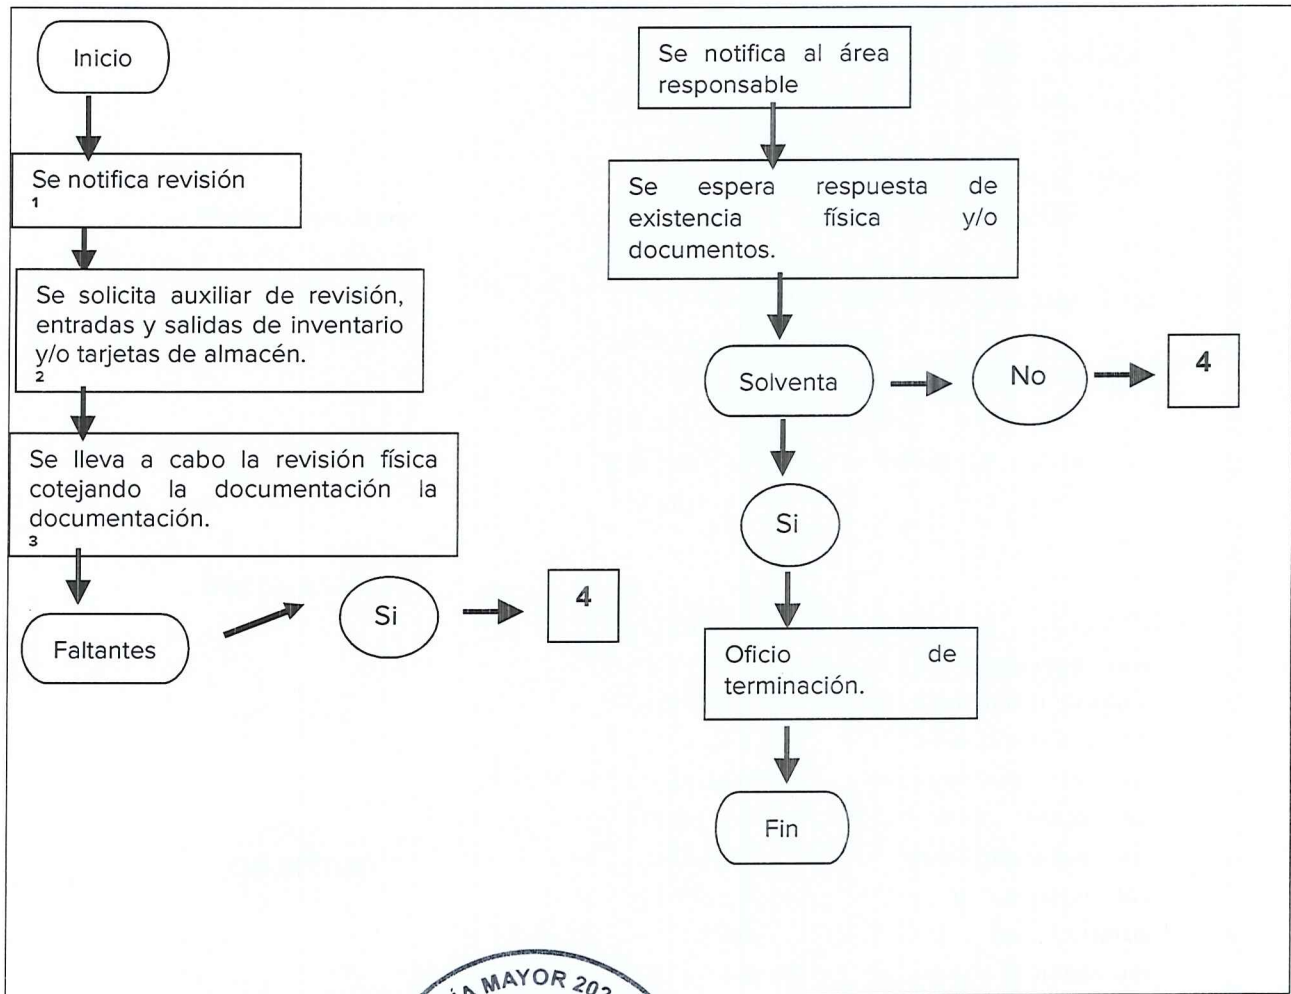 Inicio
Se notifica revisión
1
Se solicita auxiliar de revisión,
entradas y salidas de inventario
y/o tarjetas de almacén.
2
Se lleva a cabo la revisión física
cotejando la documentación la
documentación.
3
Faltantes
Si
4
Se notifica al área
responsable
Se espera respuesta de
existencia física y/o
documentos.
Solventa
No
4
Si
Oficio de
terminación.
Fin
MAYOR